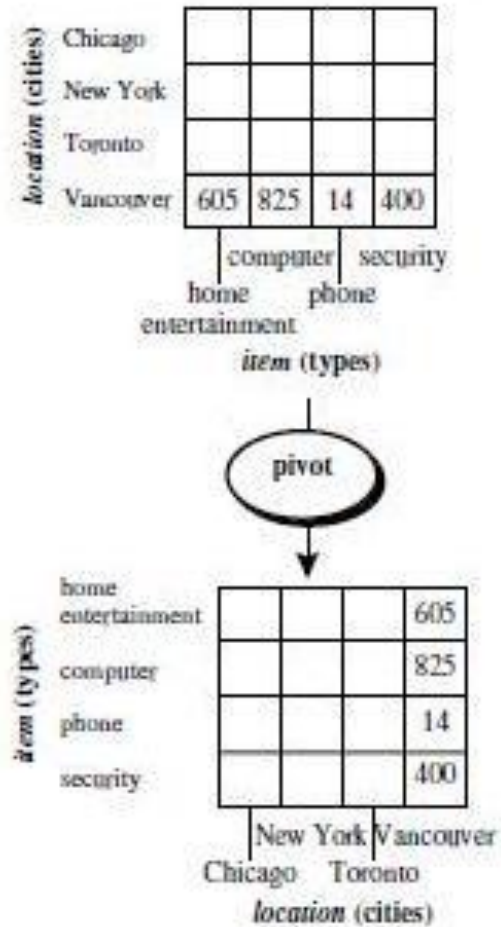 location (cities)
Chicago
New York
Toronto
Vancouver 605 825 14 400
computer security
home phone
entertainment
item (types)
pivot
item (types)
home
entertainment 605
computer 825
phone 14
security 400
New York Vancouver
Chicago Toronto
location (cities)